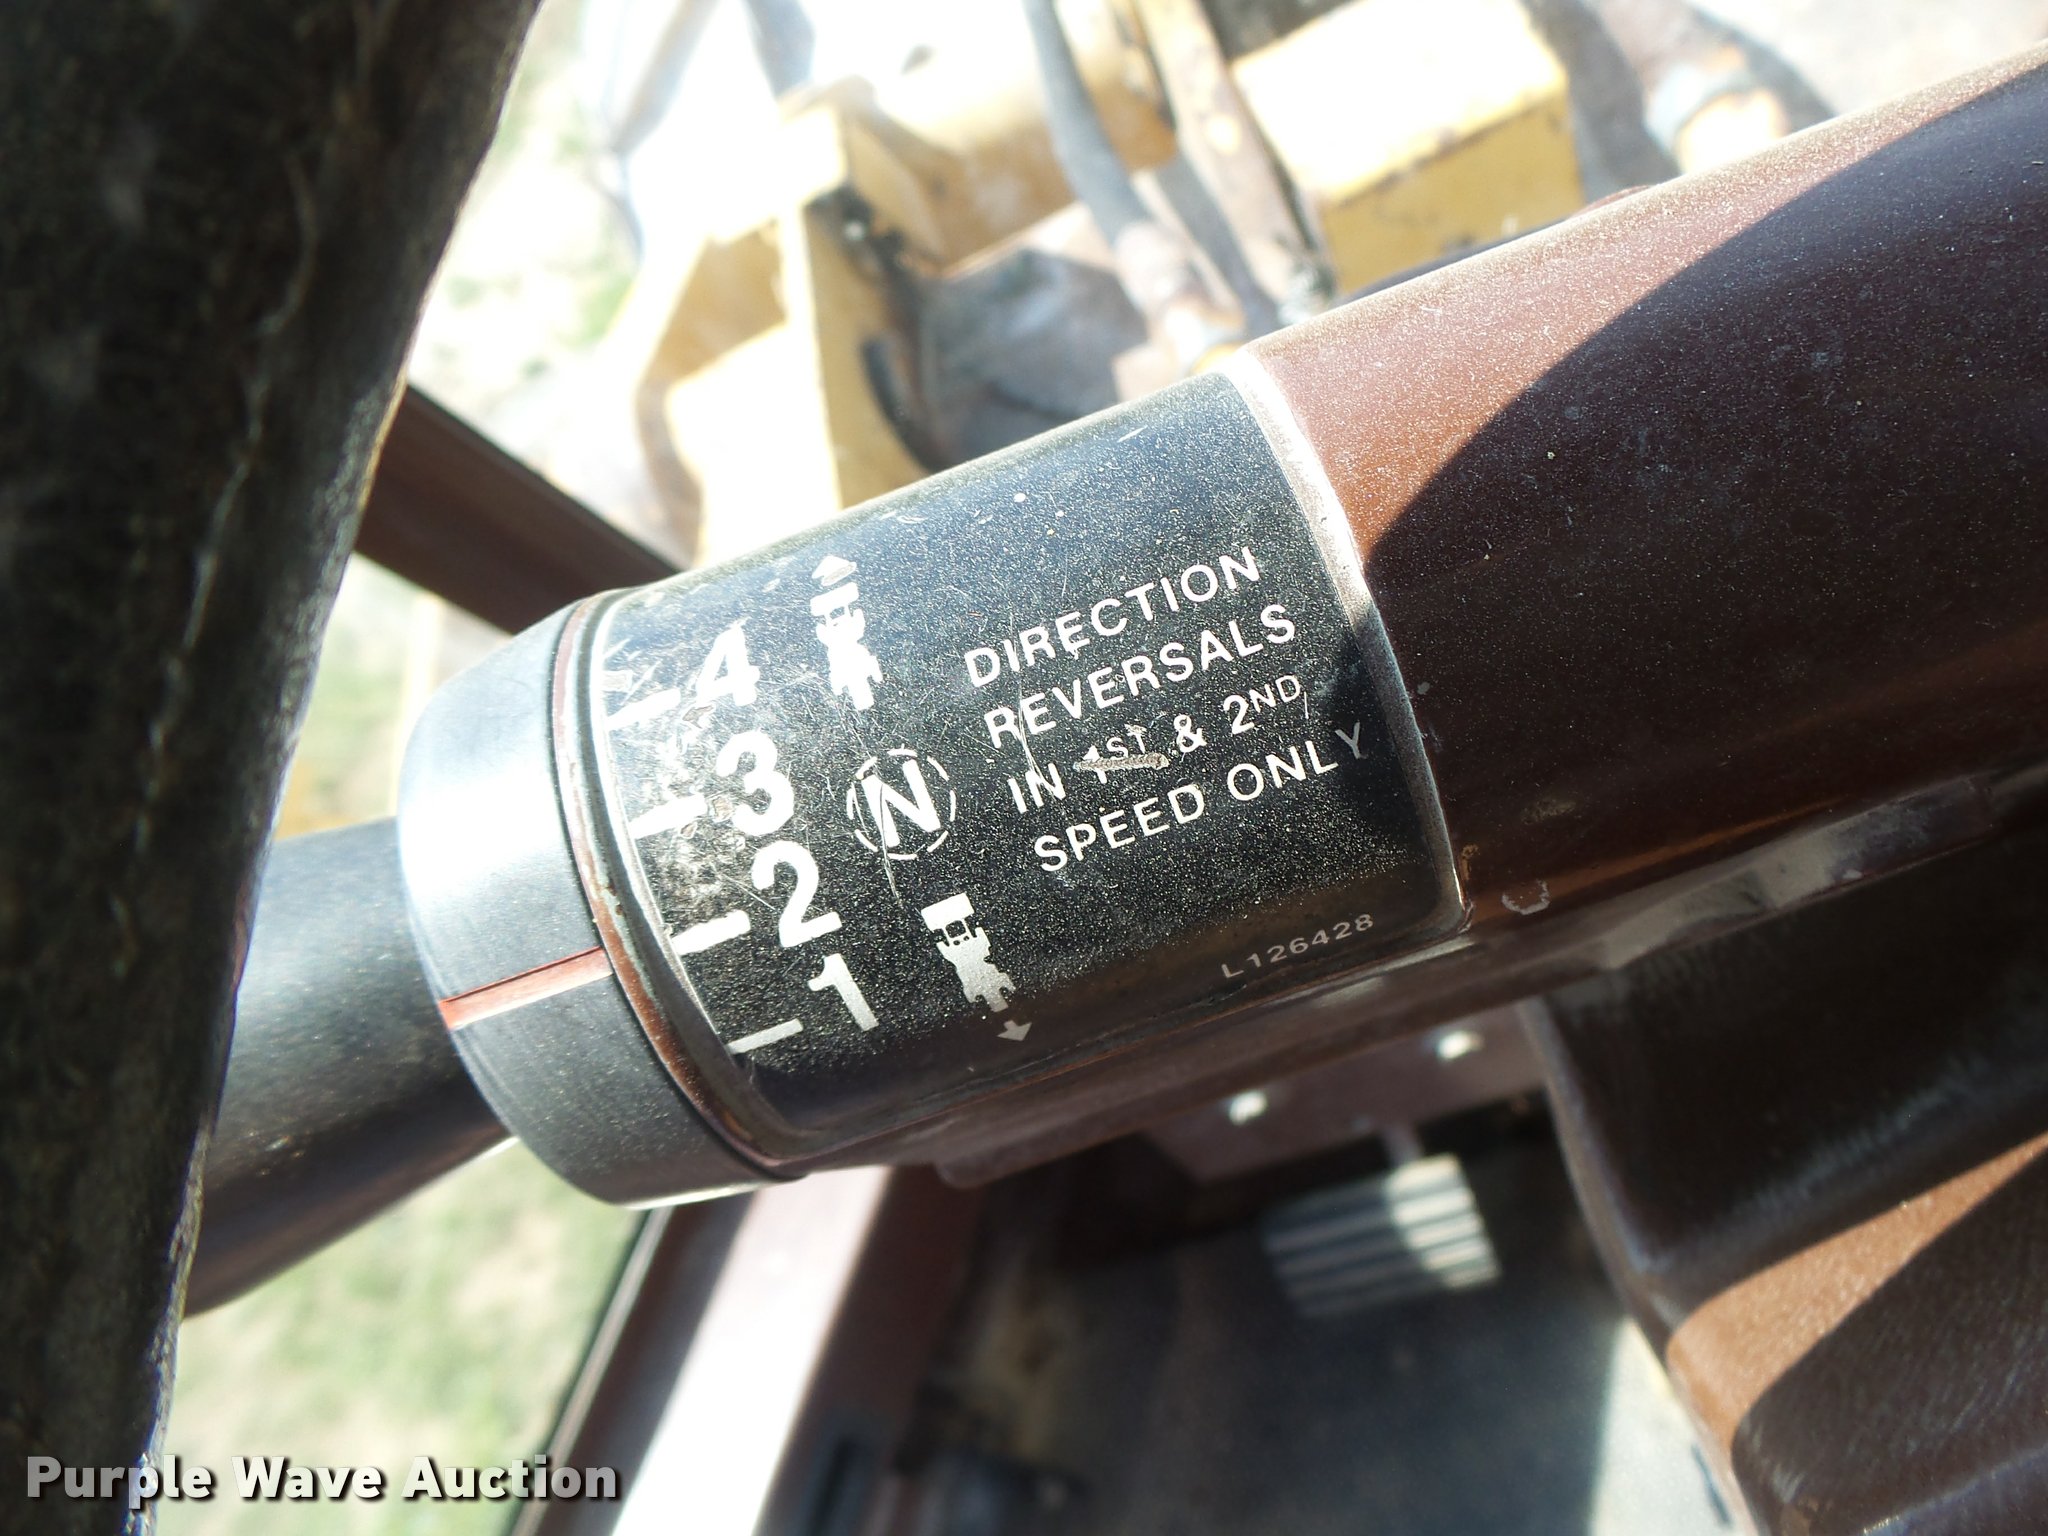 4
3
2
1
N
DIRECTION
REVERSALS
IN 1ST & 2ND
SPEED ONLY
L126428
Purple Wave Auction